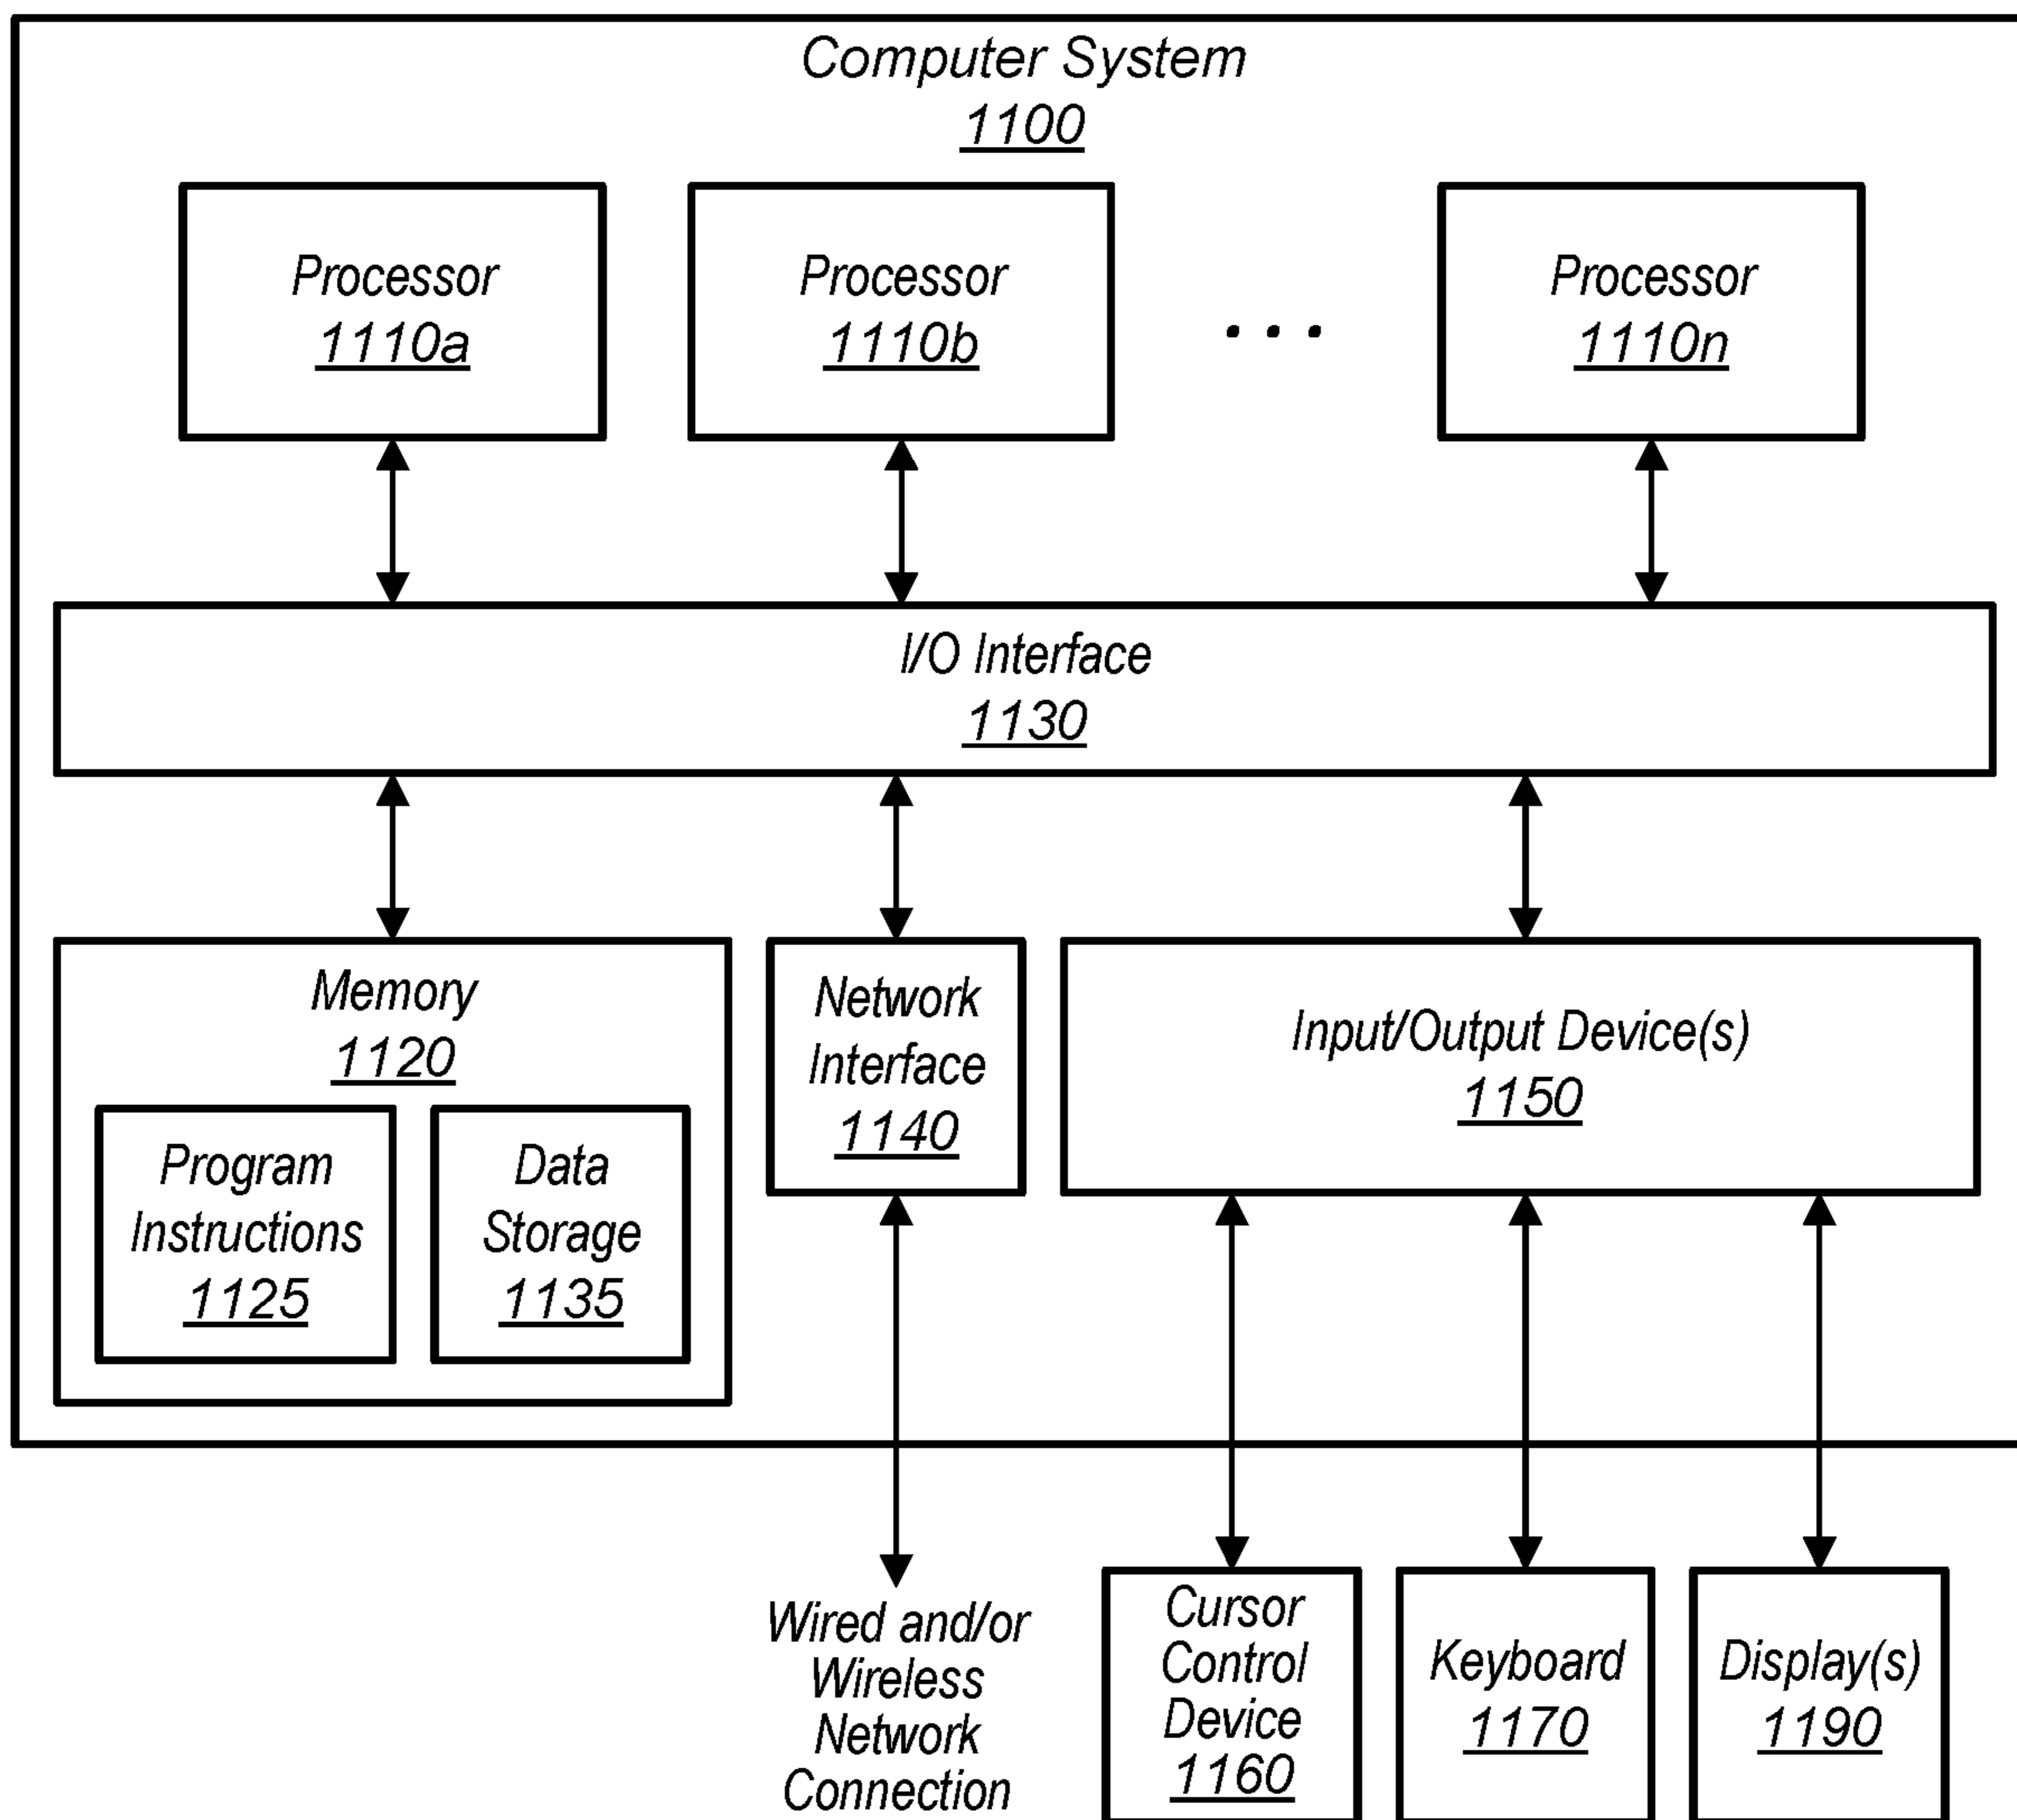 Computer System
1100
Processor
1110a
Processor
1110b
...
Processor
1110n
I/O Interface
1130
Memory
1120
Program
Instructions
1125
Data
Storage
1135
Network
Interface
1140
Input/Output Device(s)
1150
Wired and/or
Wireless
Network
Connection
Cursor
Control
Device
1160
Keyboard
1170
Display(s)
1190